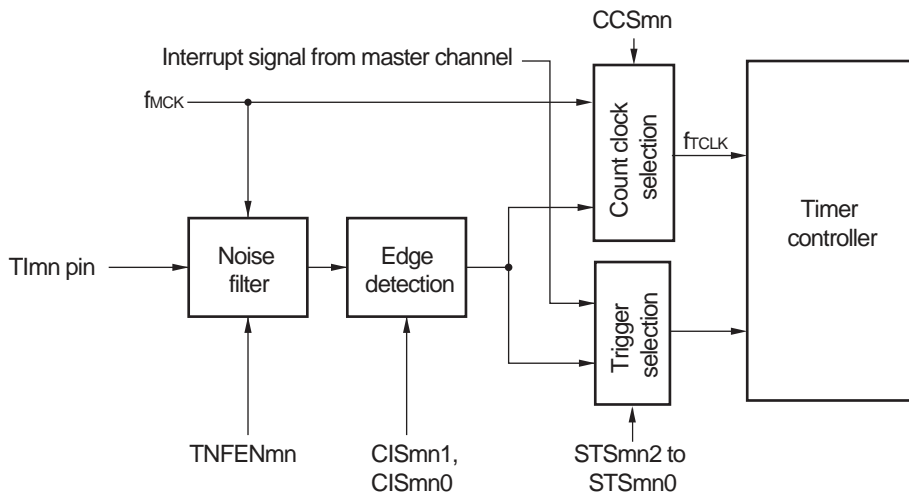 CCSmn
Interrupt signal from master channel
fMCK
Count clock
selection
fTCLK
Timer
controller
TImn pin
Noise
filter
Edge
detection
Trigger
selection
TNFENmn
CISmn1,
CISmn0
STSmn2 to
STSmn0